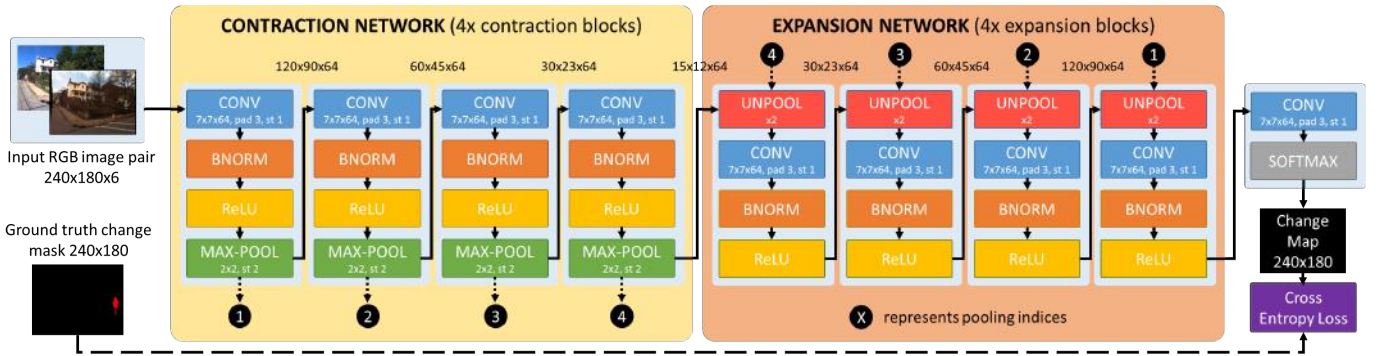 CONTRACTION NETWORK (4x contraction blocks)
EXPANSION NETWORK (4x expansion blocks)
4
3
2
1
120x90x64
60x45x64
30x23x64
15x12x64
30x23x64
60x45x64
120x90x64
Input RGB image pair
240x180x6
CONV
7x7x64, pad 3, st 1
BNORM
ReLU
MAX-POOL
2x2, st 2
1
CONV
7x7x64, pad 3, st 1
BNORM
ReLU
MAX-POOL
2x2, st 2
2
CONV
7x7x64, pad 3, st 1
BNORM
ReLU
MAX-POOL
2x2, st 2
3
CONV
7x7x64, pad 3, st 1
BNORM
ReLU
MAX-POOL
2x2, st 2
4
UNPOOL
x2
CONV
7x7x64, pad 3, st 1
BNORM
ReLU
UNPOOL
x2
CONV
7x7x64, pad 3, st 1
BNORM
ReLU
UNPOOL
x2
CONV
7x7x64, pad 3, st 1
BNORM
ReLU
UNPOOL
x2
CONV
7x7x64, pad 3, st 1
BNORM
ReLU
CONV
7x7x64, pad 3, st 1
SOFTMAX
Change
Map
240x180
Cross
Entropy Loss
Ground truth change
mask 240x180
X represents pooling indices